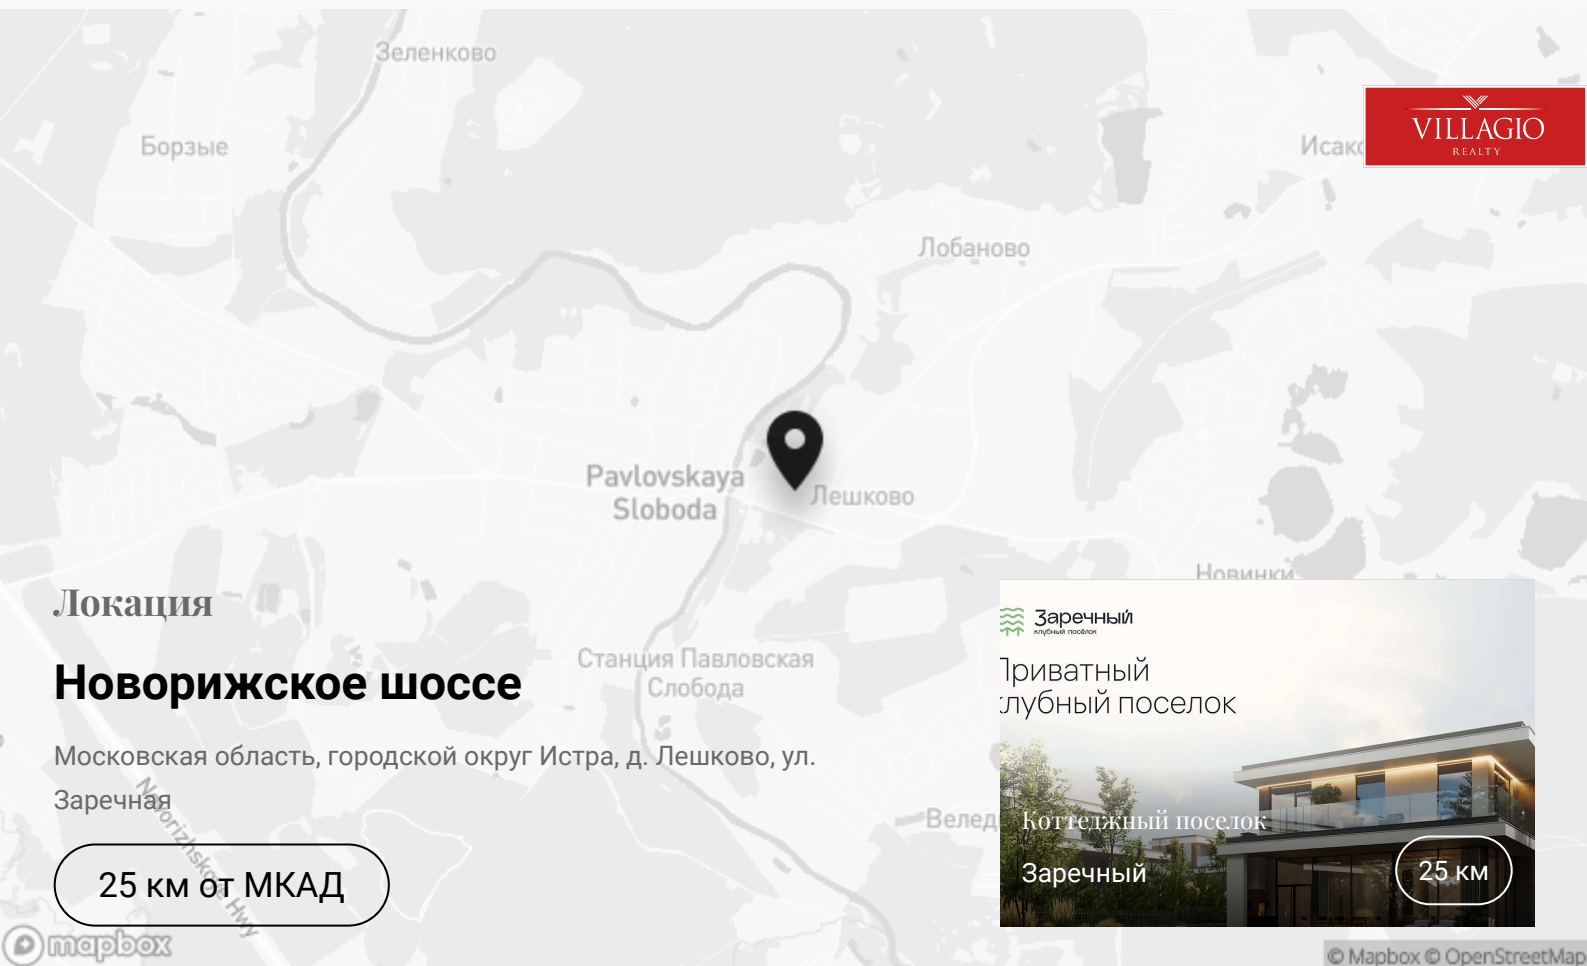 Зеленково
Борзые
VILLAGIO
REALTY
Лобаново
Pavlovskaya
Sloboda
Лешково
Новинки
Локация
Новорижское шоссе
Московская область, городской округ Истра, д. Лешково, ул.
Заречная
25 км от МКАД
Станция Павловская
Слобода
Novorizhskoye Hwy
Заречный
клубный посёлок
Приватный
клубный поселок
Коттеджный поселок
Заречный
25 км
mapbox
© Mapbox © OpenStreetMap